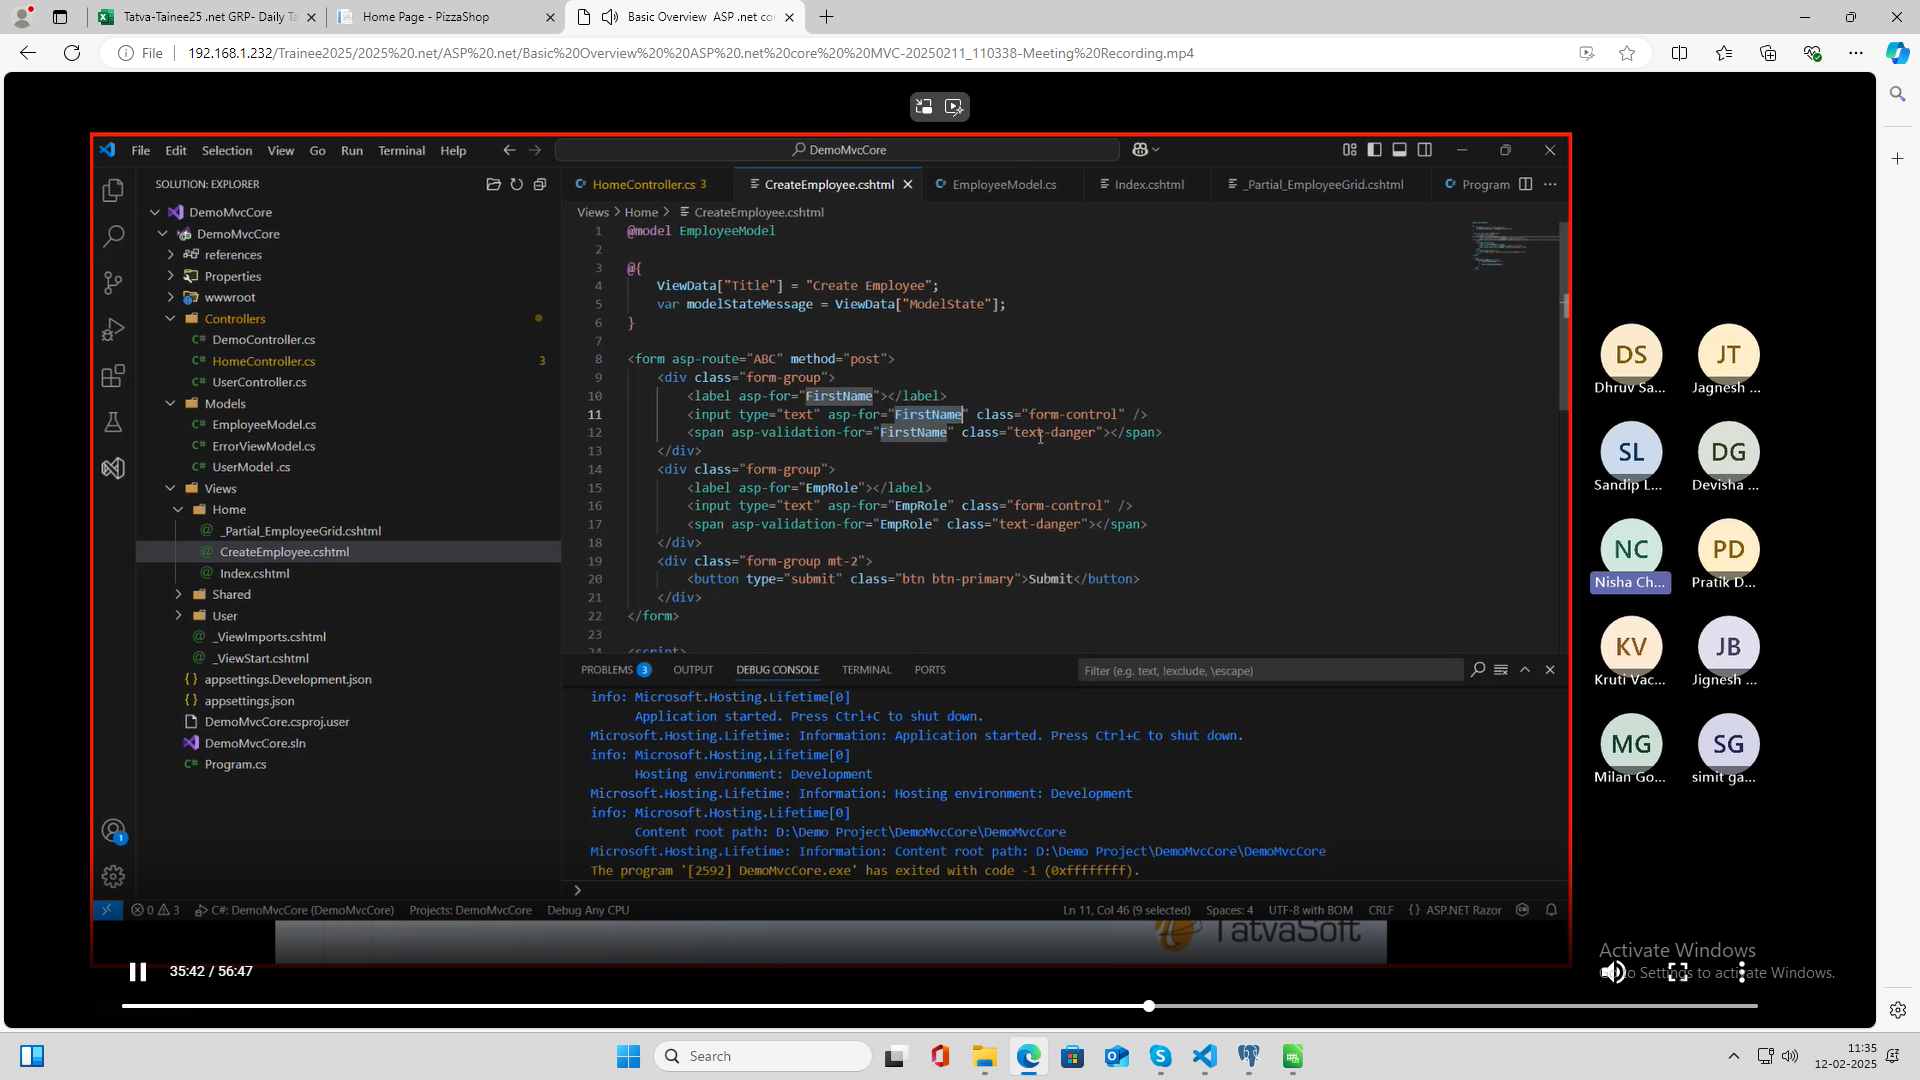 Tatva-Tainee25 .net GRP- Daily Ta
Home Page - PizzaShop
Basic Overview ASP .net co
File
192.168.1.232/Trainee2025/2025%20.net/ASP%20.net/Basic%20Overview%20%20ASP%20.net%20core%20%20MVC-20250211_110338-Meeting%20Recording.mp4
File Edit Selection View Go Run Terminal Help
DemoMvcCore
SOLUTION: EXPLORER
HomeController.cs 3
CreateEmployee.cshtml
EmployeeModel.cs
Index.cshtml
_Partial_EmployeeGrid.cshtml
Program
DemoMvcCore
DemoMvcCore
references
Properties
wwwroot
Controllers
DemoController.cs
HomeController.cs 3
UserController.cs
Models
EmployeeModel.cs
ErrorViewModel.cs
UserModel .cs
Views
Home
_Partial_EmployeeGrid.cshtml
CreateEmployee.cshtml
Index.cshtml
Shared
User
_ViewImports.cshtml
_ViewStart.cshtml
appsettings.Development.json
appsettings.json
DemoMvcCore.csproj.user
DemoMvcCore.sln
Program.cs
1
Views > Home > CreateEmployee.cshtml
1 @model EmployeeModel
2
3 @{
4 ViewData["Title"] = "Create Employee";
5 var modelStateMessage = ViewData["ModelState"];
6 }
7
8 <form asp-route="ABC" method="post">
9 <div class="form-group">
10 <label asp-for="FirstName"></label>
11 <input type="text" asp-for="FirstName" class="form-control" />
12 <span asp-validation-for="FirstName" class="text-danger"></span>
13 </div>
14 <div class="form-group">
15 <label asp-for="EmpRole"></label>
16 <input type="text" asp-for="EmpRole" class="form-control" />
17 <span asp-validation-for="EmpRole" class="text-danger"></span>
18 </div>
19 <div class="form-group mt-2">
20 <button type="submit" class="btn btn-primary">Submit</button>
21 </div>
22 </form>
23
24 <script>
PROBLEMS 3 OUTPUT DEBUG CONSOLE TERMINAL PORTS
Filter (e.g. text, !exclude, \escape)
info: Microsoft.Hosting.Lifetime[0]
Application started. Press Ctrl+C to shut down.
Microsoft.Hosting.Lifetime: Information: Application started. Press Ctrl+C to shut down.
info: Microsoft.Hosting.Lifetime[0]
Hosting environment: Development
Microsoft.Hosting.Lifetime: Information: Hosting environment: Development
info: Microsoft.Hosting.Lifetime[0]
Content root path: D:\Demo Project\DemoMvcCore\DemoMvcCore
Microsoft.Hosting.Lifetime: Information: Content root path: D:\Demo Project\DemoMvcCore\DemoMvcCore
The program '[2592] DemoMvcCore.exe' has exited with code -1 (0xffffffff).
>
0 3 C#: DemoMvcCore (DemoMvcCore) Projects: DemoMvcCore Debug Any CPU
Ln 11, Col 46 (9 selected) Spaces: 4 UTF-8 with BOM CRLF {} ASP.NET Razor
TatvaSoft
DS
Dhruv Sa...
JT
Jagnesh ...
SL
Sandip L...
DG
Devisha ...
NC
Nisha Ch...
PD
Pratik D...
KV
Kruti Vac...
JB
Jignesh ...
MG
Milan Go...
SG
simit ga...
35:42 / 56:47
Activate Windows
Go to Settings to activate Windows.
Search
11:35
12-02-2025